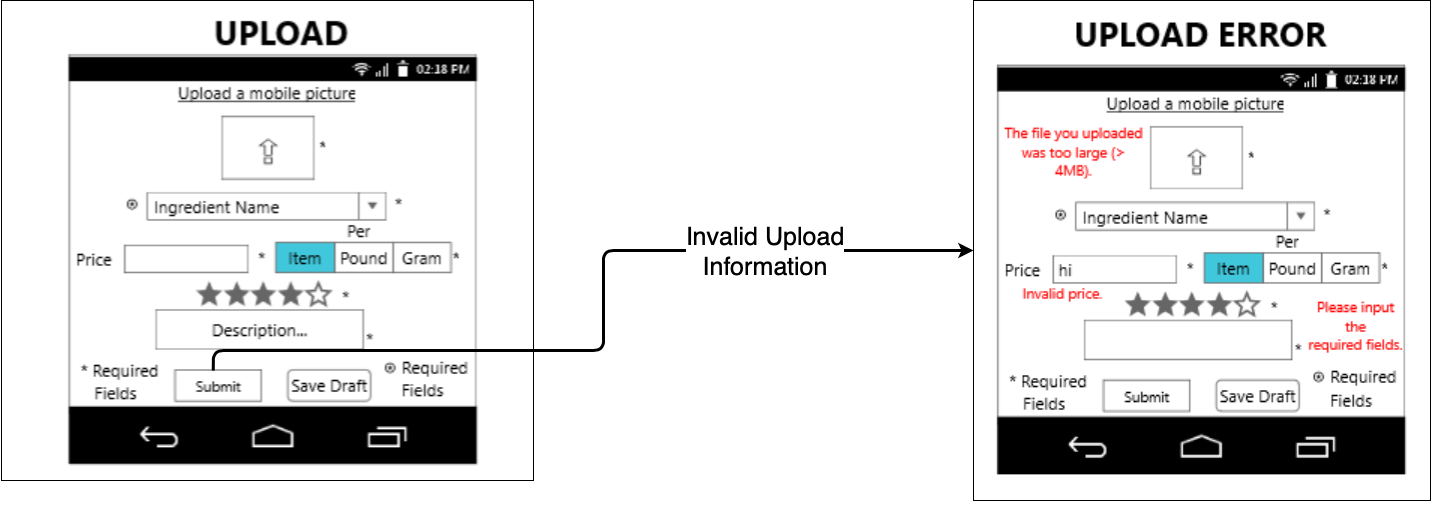 UPLOAD
02:18 PM
Upload a mobile picture
*
Ingredient Name *
Per
Price * Item Pound Gram *
*
Description... *
* Required
Fields
Submit
Save Draft
Required
Fields
Invalid Upload
Information
UPLOAD ERROR
02:18 PM
Upload a mobile picture
The file you uploaded
was too large (>
4MB).
*
Ingredient Name *
Per
Price hi * Item Pound Gram *
Invalid price.
*
Please input
the
required fields.
*
* Required
Fields
Submit
Save Draft
Required
Fields